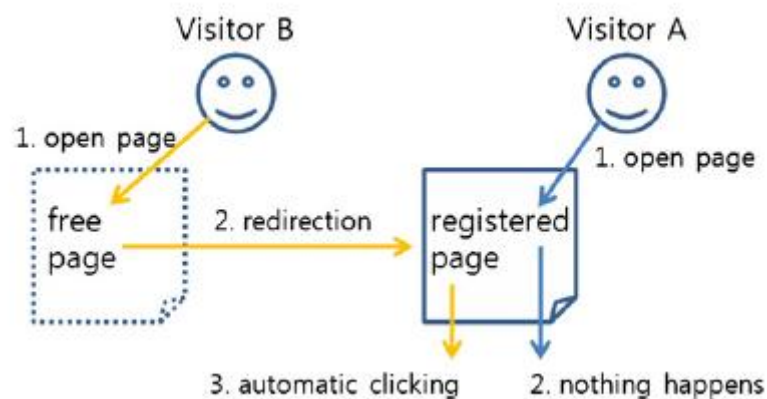 Visitor B
Visitor A
1. open page
1. open page
free
page
2. redirection
registered
page
3. automatic clicking
2. nothing happens